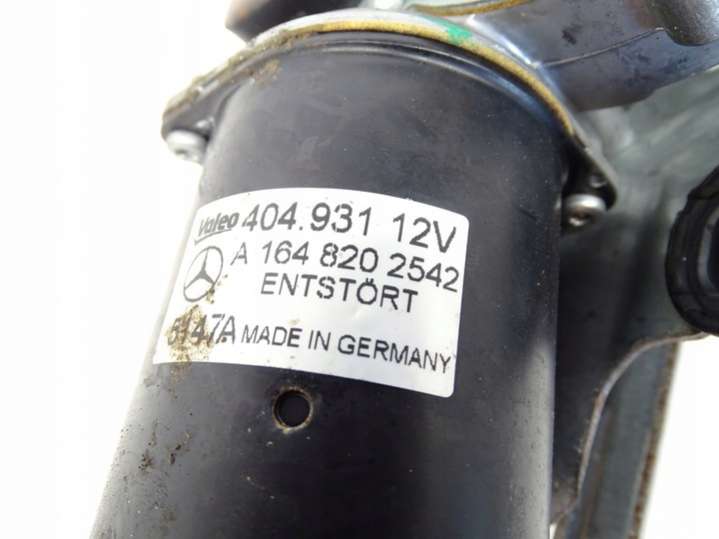 Valeo 404.931 12V
A 164 820 2542
ENTSTÖRT
5147A MADE IN GERMANY